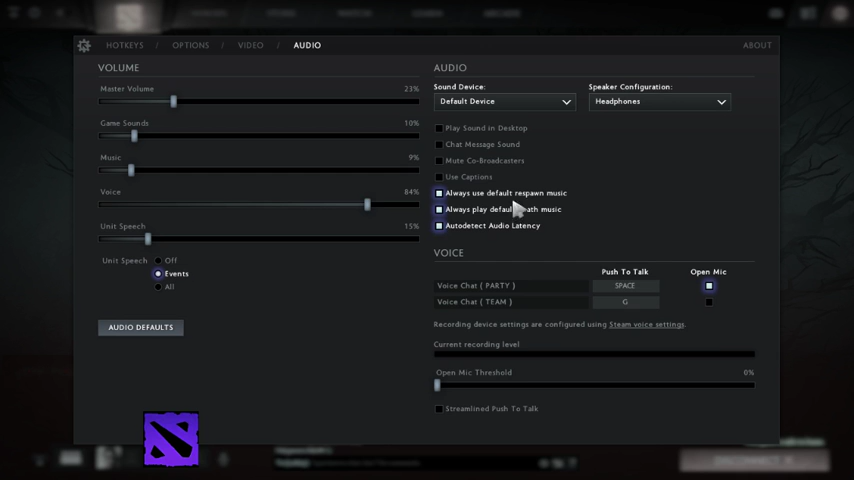 HOTKEYS / OPTIONS / VIDEO / AUDIO ABOUT
VOLUME
Master Volume 23%
Game Sounds 10%
Music 9%
Voice 84%
Unit Speech 15%
Unit Speech Off
Events
All
AUDIO DEFAULTS
AUDIO
Sound Device: Speaker Configuration:
Default Device Headphones
Play Sound in Desktop
Chat Message Sound
Mute Co-Broadcasters
Use Captions
Always use default respawn music
Always play music
Autodetect Audio Latency
VOICE
Push To Talk Open Mic
Voice Chat ( PARTY ) SPACE
Voice Chat ( TEAM ) G
Recording device settings are configured using Steam voice settings.
Current recording level
Open Mic Threshold 0%
Streamlined Push To Talk